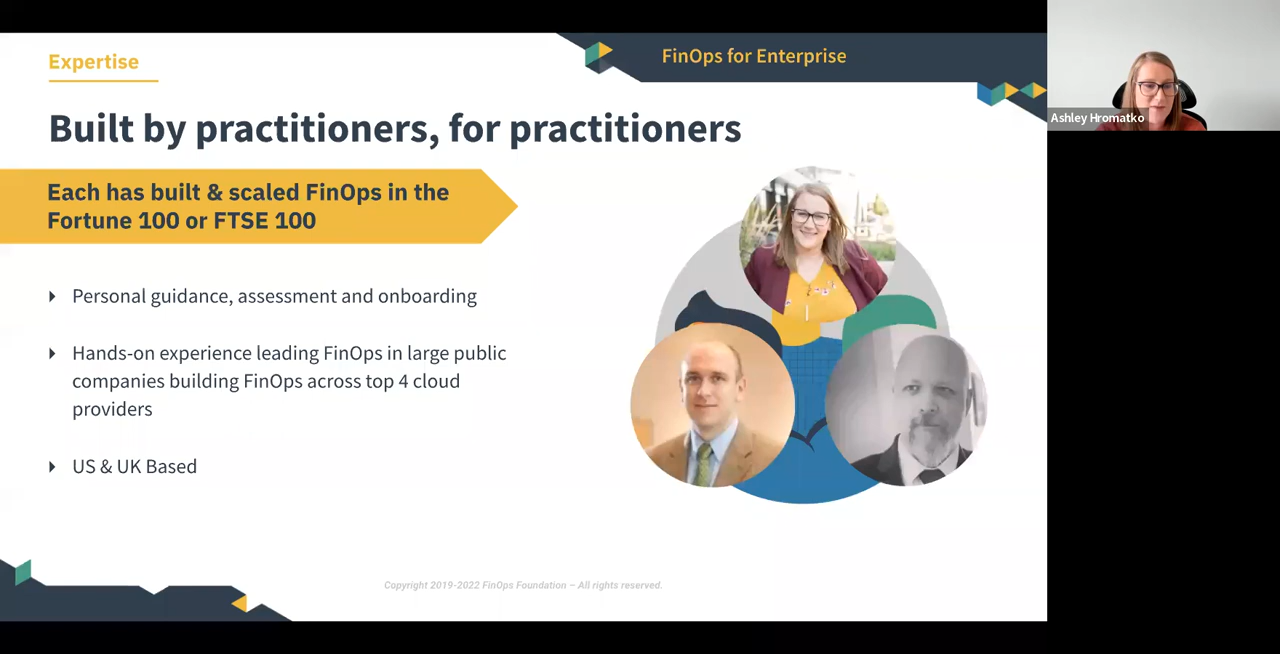 Expertise
FinOps for Enterprise
Built by practitioners, for practitioners
Each has built & scaled FinOps in the
Fortune 100 or FTSE 100
Personal guidance, assessment and onboarding
Hands-on experience leading FinOps in large public
companies building FinOps across top 4 cloud
providers
US & UK Based
Copyright 2019-2022 FinOps Foundation – All rights reserved.
Ashley Hromatko